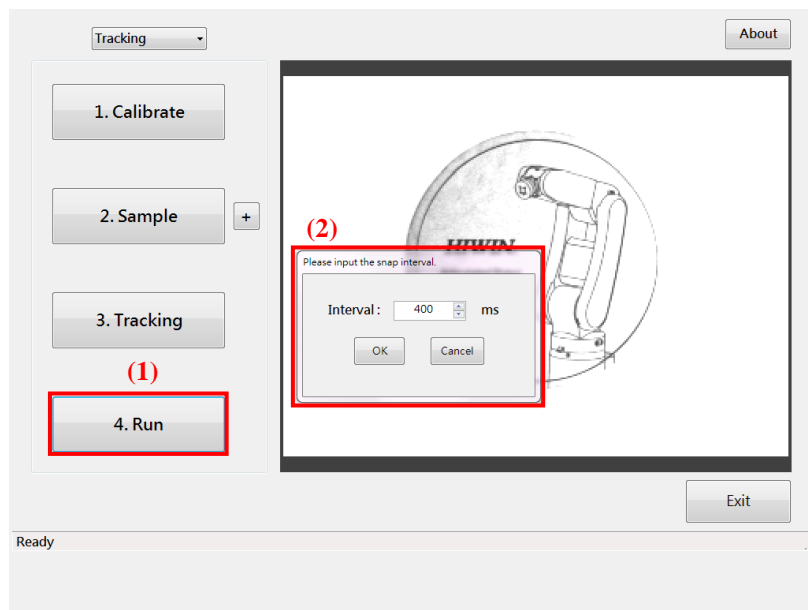 Tracking
About
1. Calibrate
2. Sample
+
(2)
HIWIN
Please input the snap interval.
Interval :
400
ms
OK
Cancel
3. Tracking
(1)
4. Run
Exit
Ready